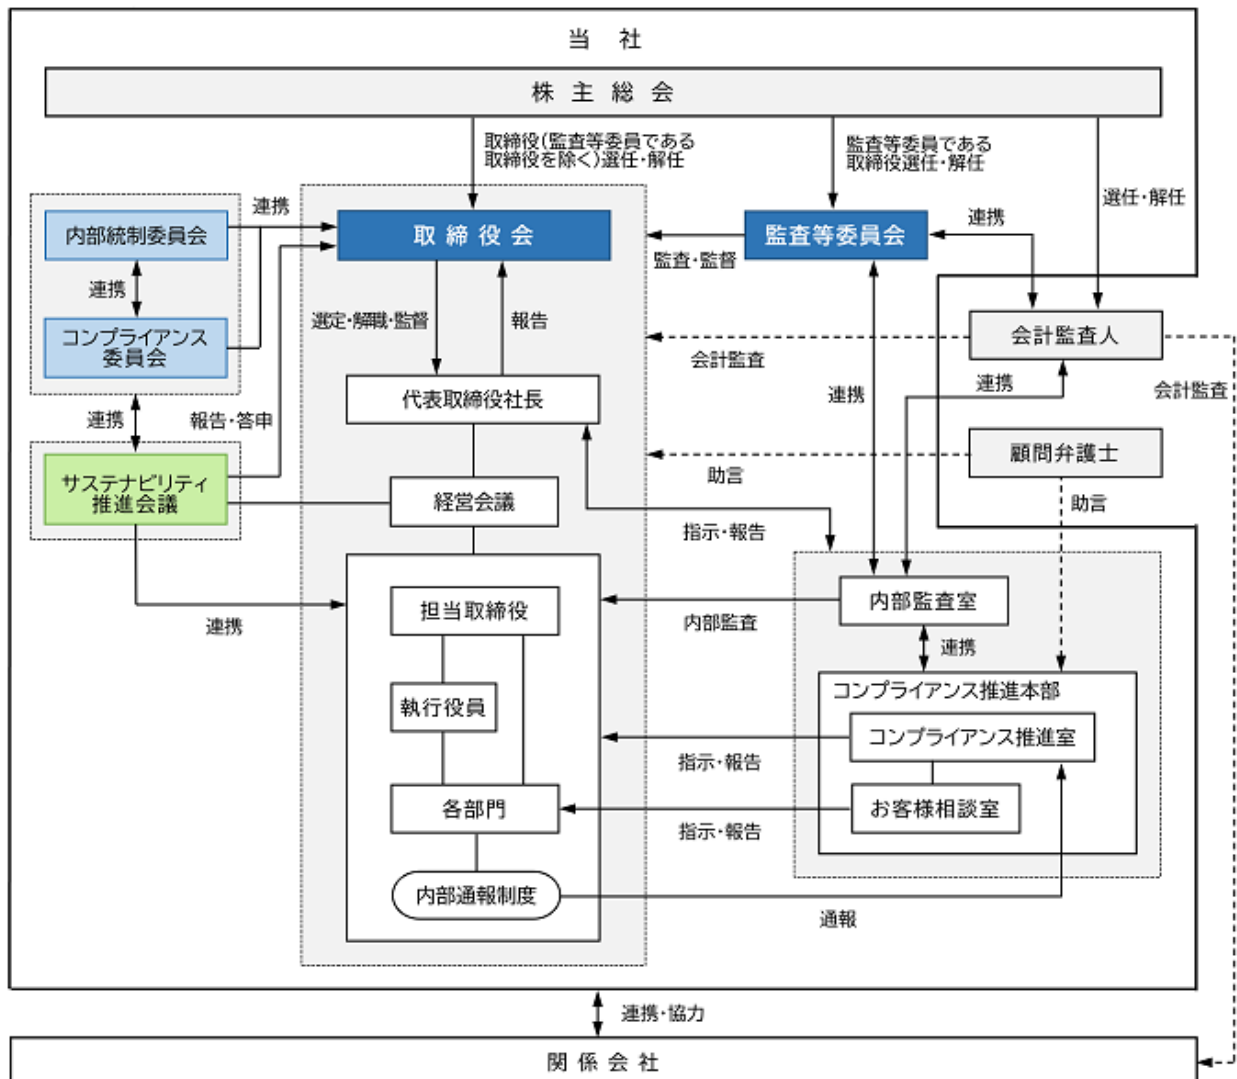 当 社
株 主 総 会
取締役(監査等委員である
取締役を除く)選任・解任
監査等委員である
取締役選任・解任
選任・解任
連携
内部統制委員会
取 締 役 会
監査等委員会
連携
監査・監督
連携
選定・解職・監督
報告
コンプライアンス
委員会
会計監査人
会計監査
連携
会計監査
代表取締役社長
連携
連携
報告・答申
顧問弁護士
助言
助言
サステナビリティ
推進会議
経営会議
指示・報告
内部監査室
担当取締役
内部監査
連携
連携
コンプライアンス推進本部
執行役員
コンプライアンス推進室
指示・報告
各部門
お客様相談室
指示・報告
内部通報制度
通報
連携・協力
関 係 会 社